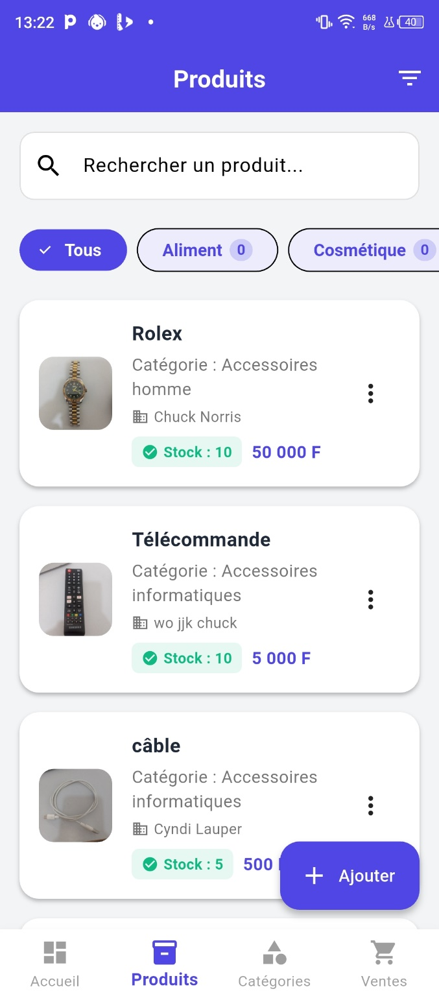 13:22
668
B/s
40
Produits
Rechercher un produit...
Tous
Aliment 0
Cosmétique 0
Rolex
Catégorie : Accessoires
homme
Chuck Norris
Stock : 10 50 000 F
Télécommande
Catégorie : Accessoires
informatiques
wo jjk chuck
Stock : 10 5 000 F
câble
Catégorie : Accessoires
informatiques
Cyndi Lauper
Stock : 5 500
Ajouter
Accueil
Produits
Catégories
Ventes